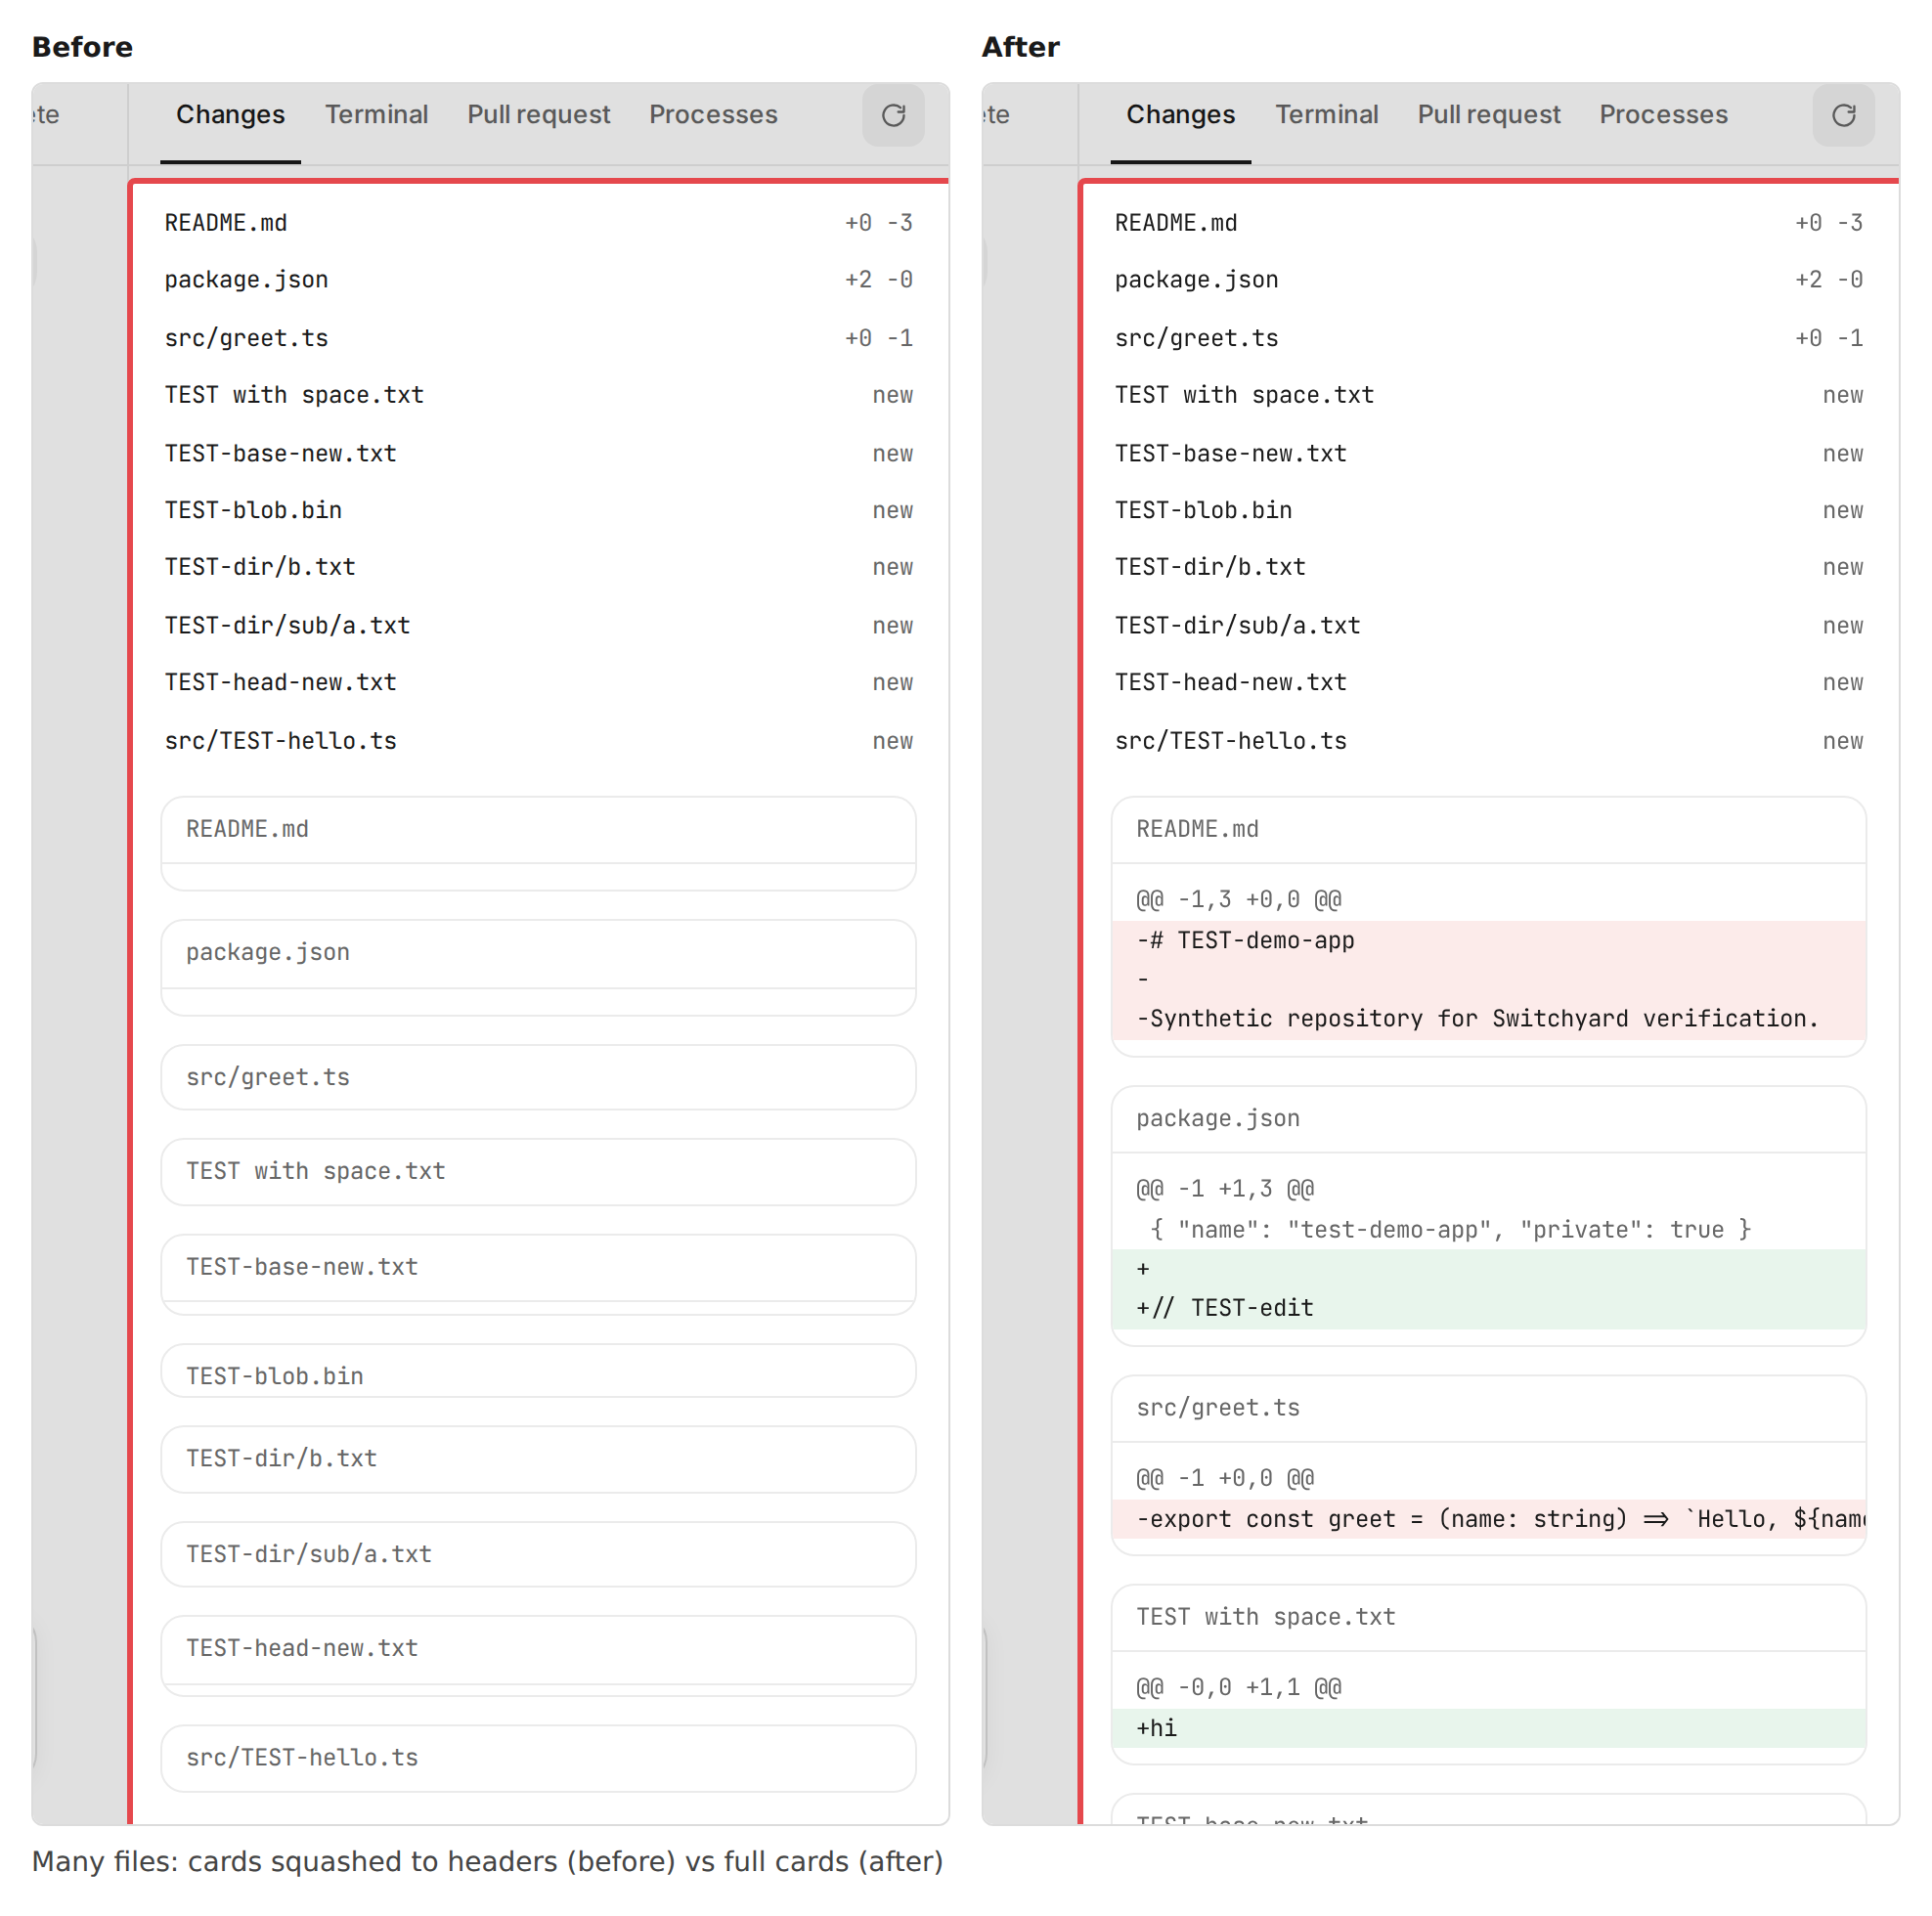 Before
te
Changes Terminal Pull request Processes
README.md +0 -3
package.json +2 -0
src/greet.ts +0 -1
TEST with space.txt new
TEST-base-new.txt new
TEST-blob.bin new
TEST-dir/b.txt new
TEST-dir/sub/a.txt new
TEST-head-new.txt new
src/TEST-hello.ts new
README.md
package.json
src/greet.ts
TEST with space.txt
TEST-base-new.txt
TEST-blob.bin
TEST-dir/b.txt
TEST-dir/sub/a.txt
TEST-head-new.txt
src/TEST-hello.ts
After
te
Changes Terminal Pull request Processes
README.md +0 -3
package.json +2 -0
src/greet.ts +0 -1
TEST with space.txt new
TEST-base-new.txt new
TEST-blob.bin new
TEST-dir/b.txt new
TEST-dir/sub/a.txt new
TEST-head-new.txt new
src/TEST-hello.ts new
README.md
@@ -1,3 +0,0 @@
-# TEST-demo-app
-
-Synthetic repository for Switchyard verification.
package.json
@@ -1 +1,3 @@
{ "name": "test-demo-app", "private": true }
+
+// TEST-edit
src/greet.ts
@@ -1 +0,0 @@
-export const greet = (name: string) => `Hello, ${name
TEST with space.txt
@@ -0,0 +1,1 @@
+hi
TEST-base-new.txt
Many files: cards squashed to headers (before) vs full cards (after)